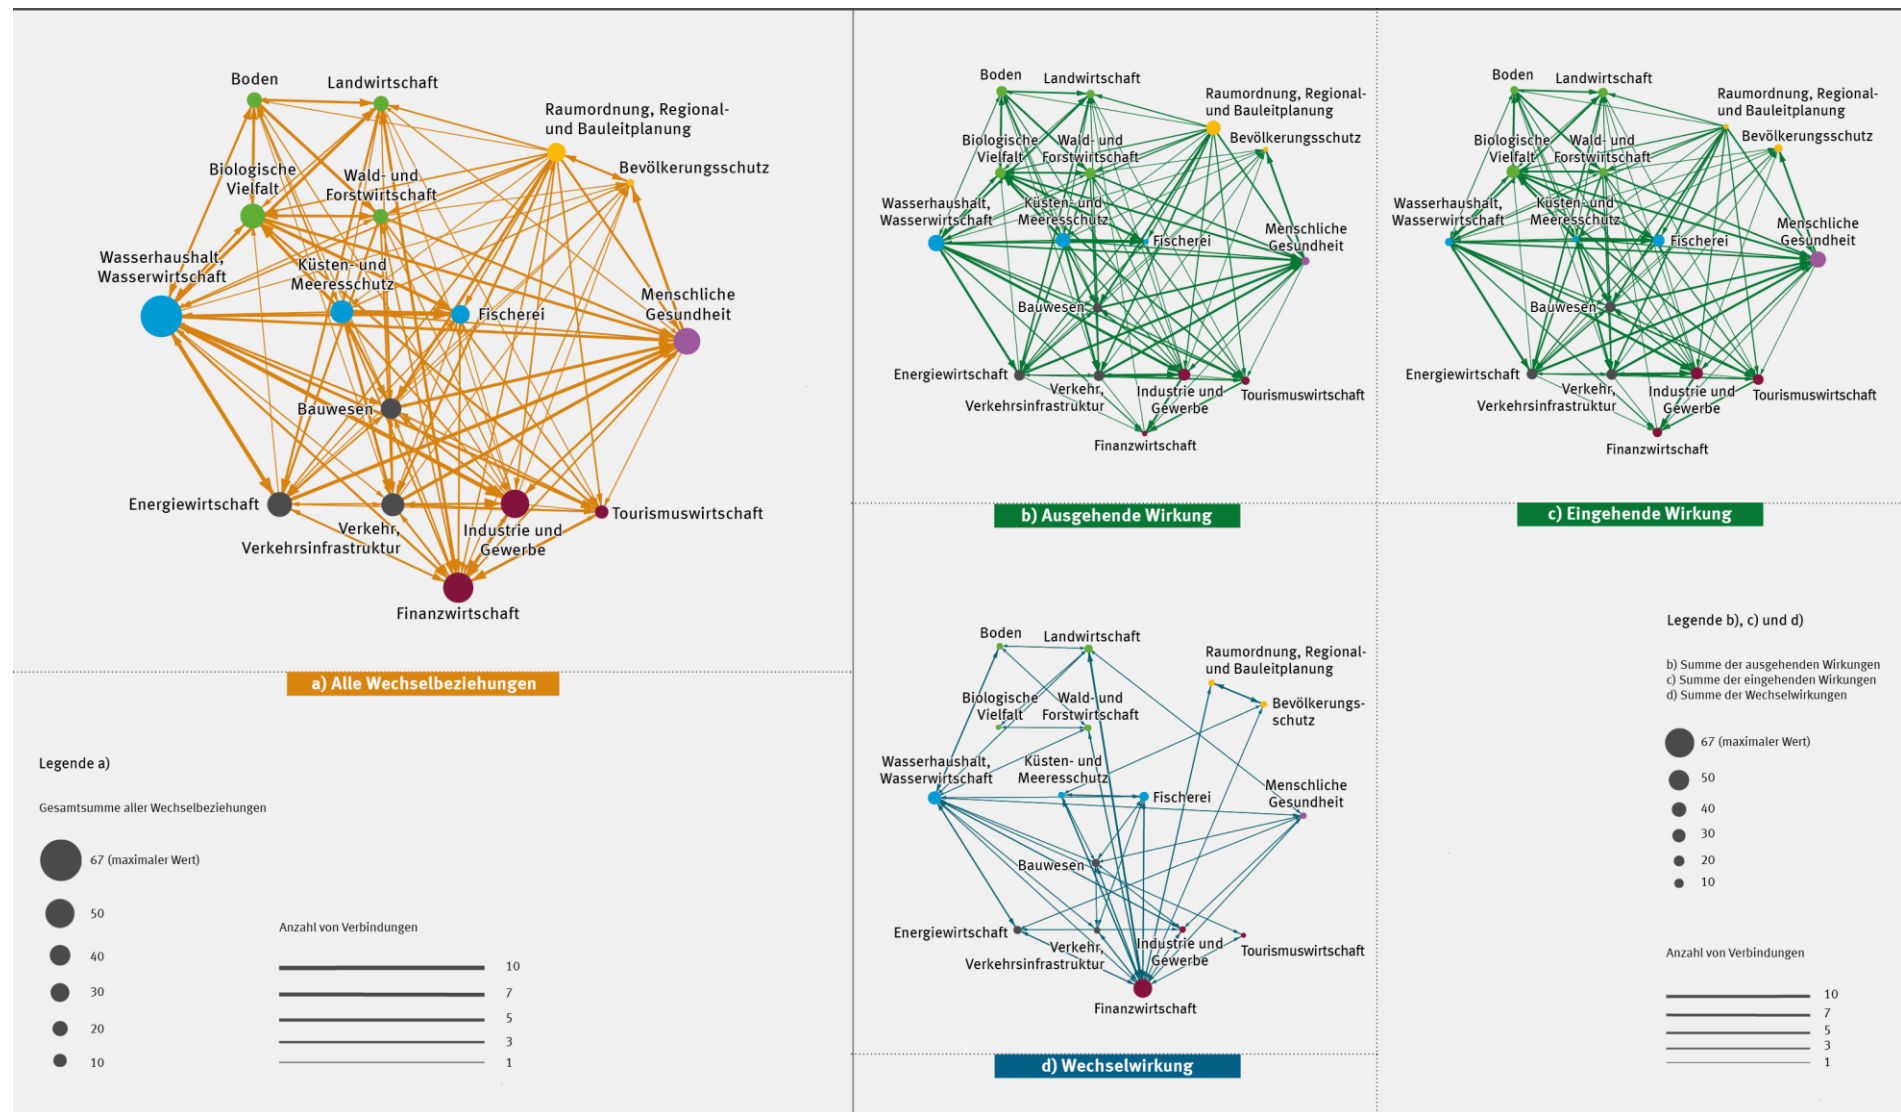 Boden
Landwirtschaft
Raumordnung, Regional-
und Bauleitplanung
Bevölkerungsschutz
Biologische
Vielfalt
Wald- und
Forstwirtschaft
Wasserhaushalt,
Wasserwirtschaft
Küsten- und
Meeresschutz
Fischerei
Menschliche
Gesundheit
Bauwesen
Energiewirtschaft
Verkehr,
Verkehrsinfrastruktur
Industrie und
Gewerbe
Tourismuswirtschaft
Finanzwirtschaft
a) Alle Wechselbeziehungen
Legende a)
Gesamtsumme aller Wechselbeziehungen
67 (maximaler Wert)
50
40
30
20
10
Anzahl von Verbindungen
10
7
5
3
1
Boden
Landwirtschaft
Raumordnung, Regional-
und Bauleitplanung
Bevölkerungsschutz
Biologische
Vielfalt
Wald- und
Forstwirtschaft
Wasserhaushalt,
Wasserwirtschaft
Küsten- und
Meeresschutz
Fischerei
Menschliche
Gesundheit
Bauwesen
Energiewirtschaft
Verkehr,
Verkehrsinfrastruktur
Industrie und
Gewerbe
Tourismuswirtschaft
Finanzwirtschaft
b) Ausgehende Wirkung
Boden
Landwirtschaft
Raumordnung, Regional-
und Bauleitplanung
Bevölkerungsschutz
Biologische
Vielfalt
Wald- und
Forstwirtschaft
Wasserhaushalt,
Wasserwirtschaft
Küsten- und
Meeresschutz
Fischerei
Menschliche
Gesundheit
Bauwesen
Energiewirtschaft
Verkehr,
Verkehrsinfrastruktur
Industrie und
Gewerbe
Tourismuswirtschaft
Finanzwirtschaft
c) Eingehende Wirkung
Boden
Landwirtschaft
Raumordnung, Regional-
und Bauleitplanung
Biologische
Vielfalt
Wald- und
Forstwirtschaft
Bevölkerungs-
schutz
Wasserhaushalt,
Wasserwirtschaft
Küsten- und
Meeresschutz
Fischerei
Menschliche
Gesundheit
Bauwesen
Energiewirtschaft
Verkehr,
Verkehrsinfrastruktur
Industrie und
Gewerbe
Tourismuswirtschaft
Finanzwirtschaft
d) Wechselwirkung
Legende b), c) und d)
b) Summe der ausgehenden Wirkungen
c) Summe der eingehenden Wirkungen
d) Summe der Wechselwirkungen
67 (maximaler Wert)
50
40
30
20
10
Anzahl von Verbindungen
10
7
5
3
1